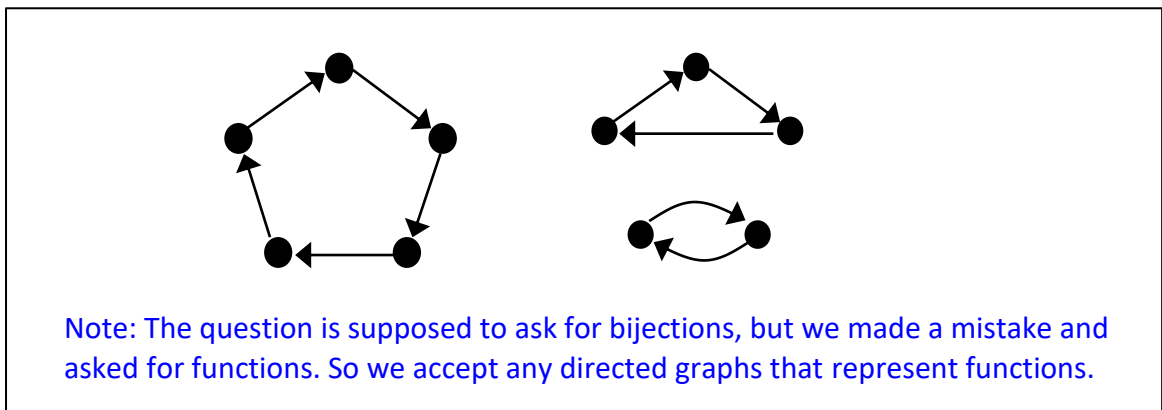 Note: The question is supposed to ask for bijections, but we made a mistake and
asked for functions. So we accept any directed graphs that represent functions.